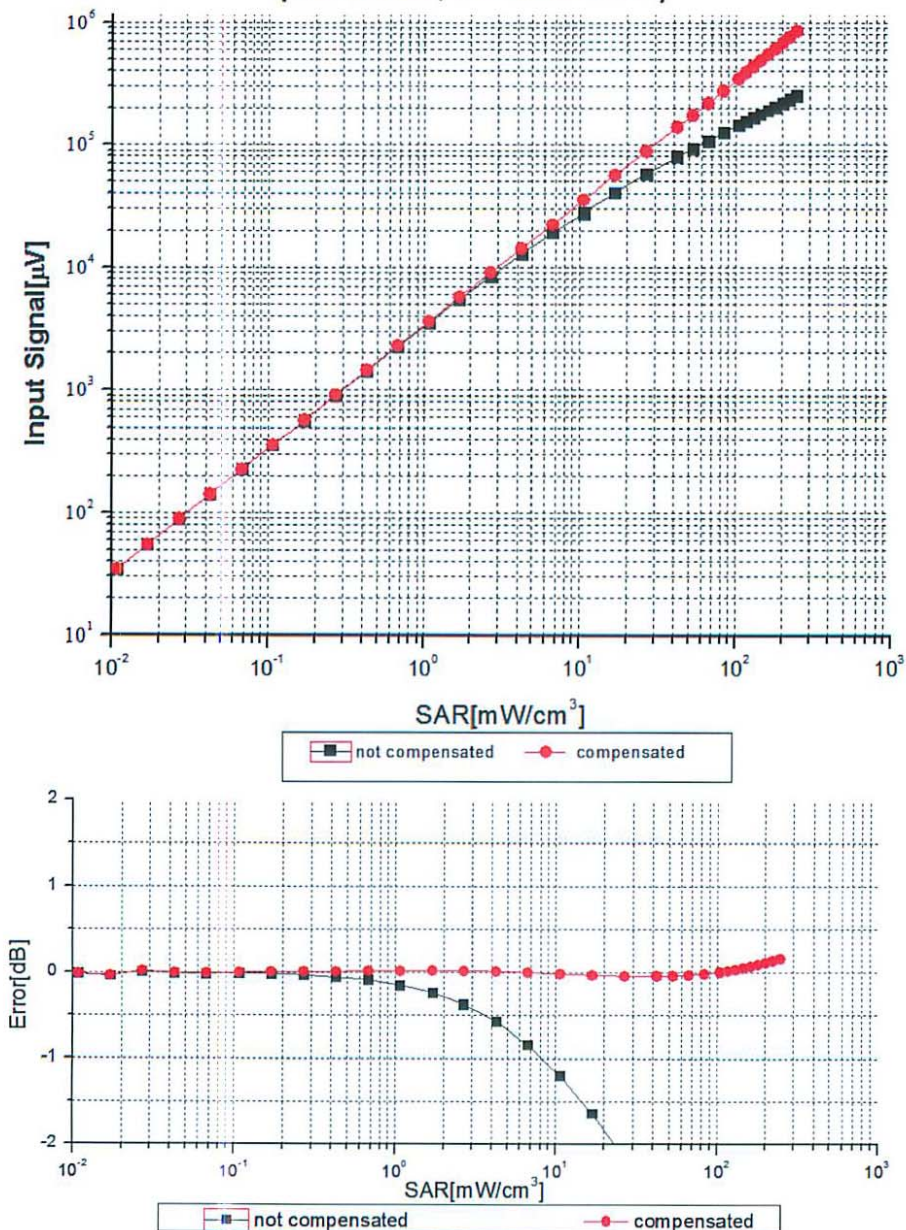 10⁶
10⁵
10⁴
10³
10²
10¹
Input Signal[µV]
10⁻² 10⁻¹ 10⁰ 10¹ 10² 10³
SAR[mW/cm³]
not compensated compensated
2
1
0
-1
-2
Error[dB]
10⁻² 10⁻¹ 10⁰ 10¹ 10² 10³
SAR[mW/cm³]
not compensated compensated